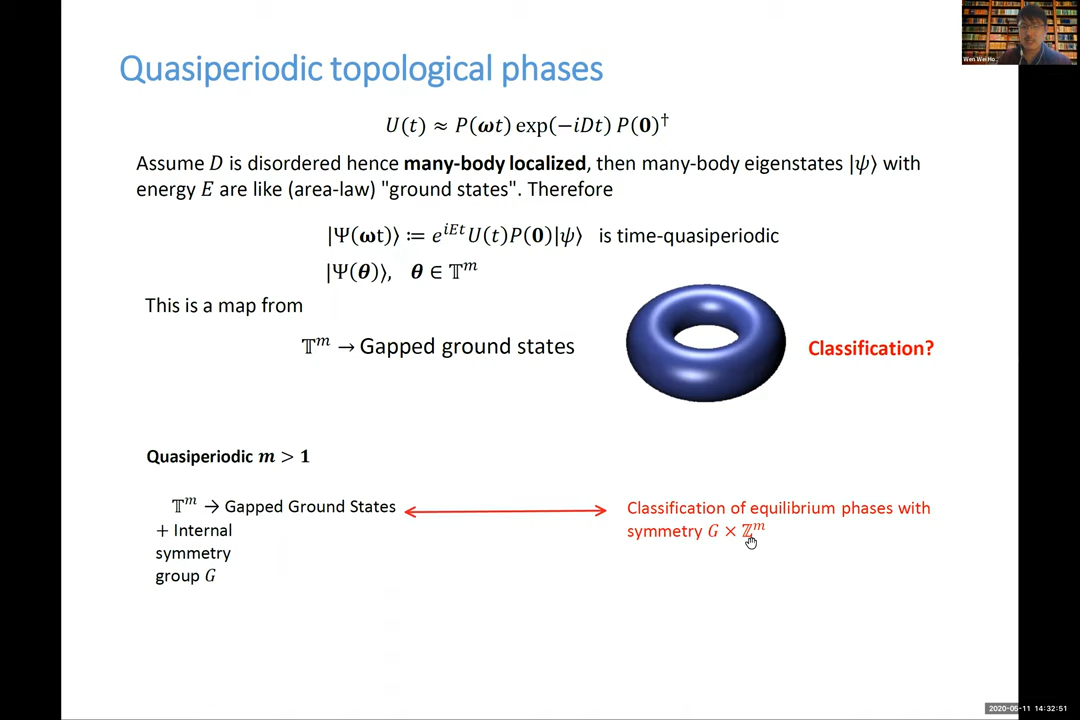 Wen Wei Ho
Quasiperiodic topological phases
U(t) ≈ P(𝝎t) exp(−iDt) P(𝟎)†
Assume D is disordered hence many-body localized, then many-body eigenstates |ψ⟩ with
energy E are like (area-law) "ground states". Therefore
|Ψ(𝛚t)⟩ ≔ e^{iEt} U(t)P(𝟎)|ψ⟩ is time-quasiperiodic
|Ψ(𝜽)⟩, 𝜽 ∈ 𝕋^m
This is a map from
𝕋^m → Gapped ground states
Classification?
Quasiperiodic m > 1
𝕋^m → Gapped Ground States
+ Internal
symmetry
group G
Classification of equilibrium phases with
symmetry G × ℤ^m
2020-05-11 14:32:51